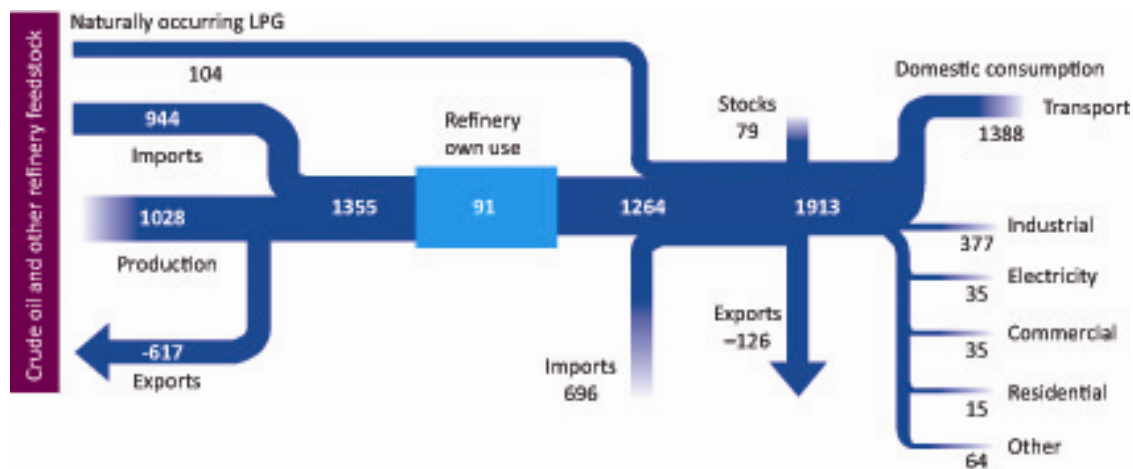 Crude oil and other refinery feedstock
Naturally occurring LPG
104
944
Imports
1028
Production
-617
Exports
1355
Refinery
own use
91
1264
Imports
696
Stocks
79
1913
Exports
–126
Domestic consumption
Transport
1388
Industrial
377
Electricity
35
Commercial
35
Residential
15
Other
64